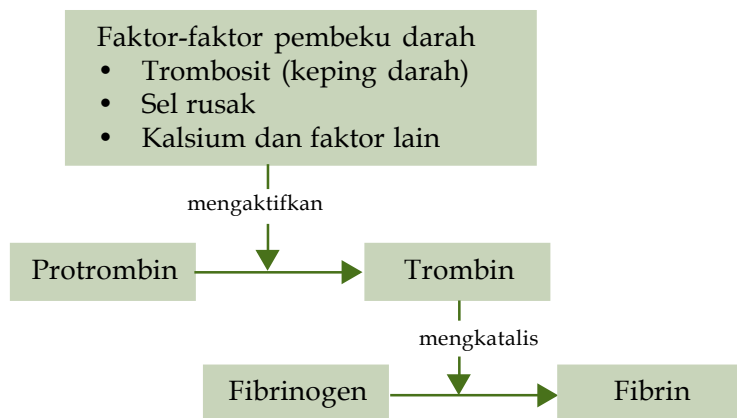 Faktor-faktor pembeku darah
• Trombosit (keping darah)
• Sel rusak
• Kalsium dan faktor lain
mengaktifkan
Protrombin
Trombin
mengkatalis
Fibrinogen
Fibrin